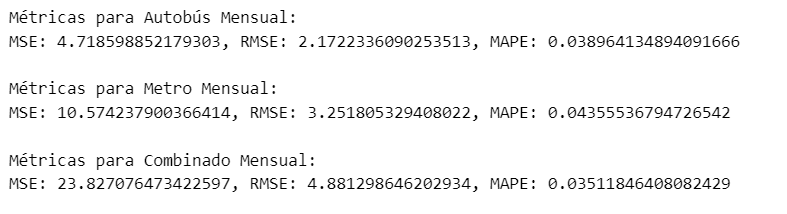 Métricas para Autobús Mensual:
MSE: 4.718598852179303, RMSE: 2.1722336090253513, MAPE: 0.038964134894091666
Métricas para Metro Mensual:
MSE: 10.574237900366414, RMSE: 3.251805329408022, MAPE: 0.04355536794726542
Métricas para Combinado Mensual:
MSE: 23.827076473422597, RMSE: 4.881298646202934, MAPE: 0.03511846408082429